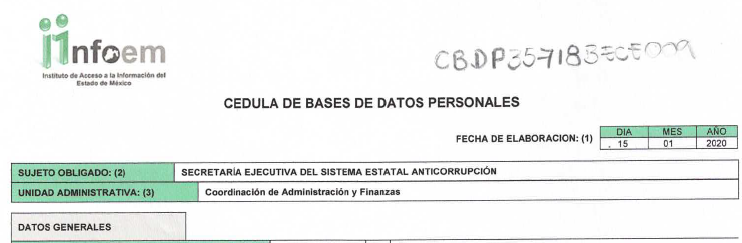 infoem
Instituto de Acceso a la Información del
Estado de México
CBDP35718BECE019
CEDULA DE BASES DE DATOS PERSONALES
FECHA DE ELABORACION: (1)
DIA MES AÑO
15 01 2020
SUJETO OBLIGADO: (2) SECRETARÍA EJECUTIVA DEL SISTEMA ESTATAL ANTICORRUPCIÓN
UNIDAD ADMINISTRATIVA: (3) Coordinación de Administración y Finanzas
DATOS GENERALES